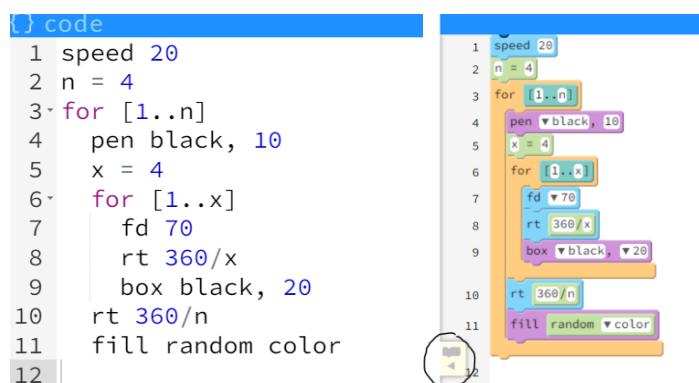 {} code
1 speed 20
2 n = 4
3 for [1..n]
4 pen black, 10
5 x = 4
6 for [1..x]
7 fd 70
8 rt 360/x
9 box black, 20
10 rt 360/n
11 fill random color
12
1 speed 20
2 n = 4
3 for [1..n]
4 pen ▼black, 10
5 x = 4
6 for [1..x]
7 fd ▼70
8 rt 360/x
9 box ▼black, ▼20
10 rt 360/n
11 fill random ▼color
12